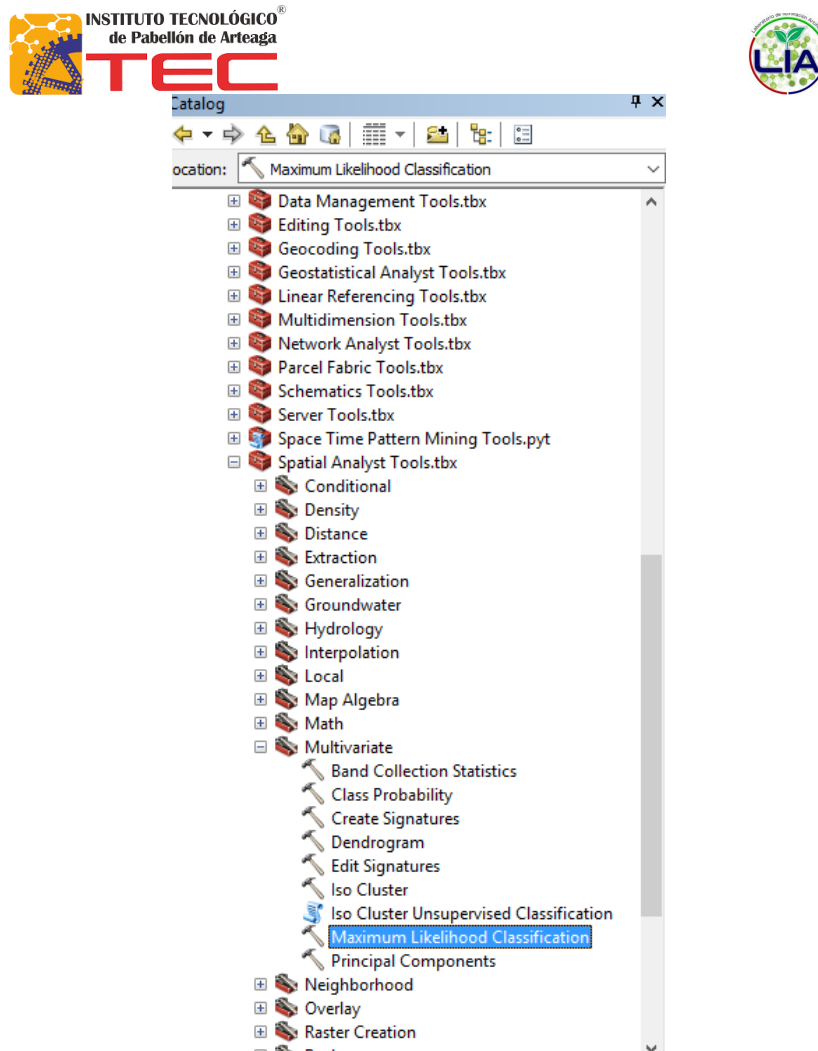 INSTITUTO TECNOLÓGICO®
de Pabellón de Arteaga
TEC
LIA
Catalog
ocation: Maximum Likelihood Classification
Data Management Tools.tbx
Editing Tools.tbx
Geocoding Tools.tbx
Geostatistical Analyst Tools.tbx
Linear Referencing Tools.tbx
Multidimension Tools.tbx
Network Analyst Tools.tbx
Parcel Fabric Tools.tbx
Schematics Tools.tbx
Server Tools.tbx
Space Time Pattern Mining Tools.pyt
Spatial Analyst Tools.tbx
Conditional
Density
Distance
Extraction
Generalization
Groundwater
Hydrology
Interpolation
Local
Map Algebra
Math
Multivariate
Band Collection Statistics
Class Probability
Create Signatures
Dendrogram
Edit Signatures
Iso Cluster
Iso Cluster Unsupervised Classification
Maximum Likelihood Classification
Principal Components
Neighborhood
Overlay
Raster Creation